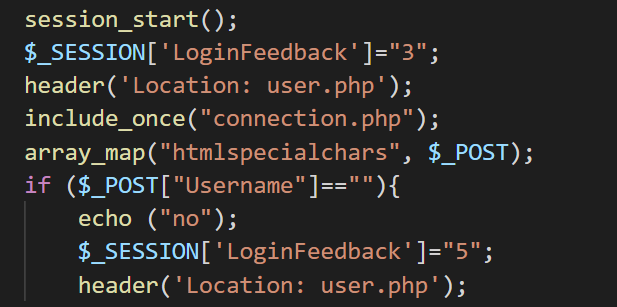 session_start();
$_SESSION['LoginFeedback']="3";
header('Location: user.php');
include_once("connection.php");
array_map("htmlspecialchars", $_POST);
if ($_POST["Username"]==""){
    echo ("no");
    $_SESSION['LoginFeedback']="5";
    header('Location: user.php');